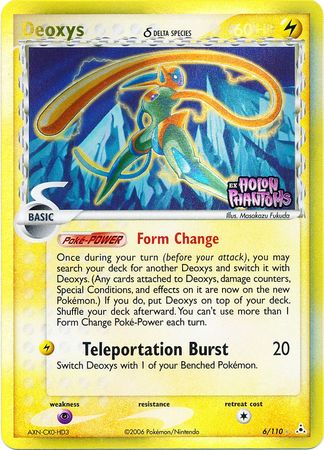 Deoxys δ DELTA SPECIES 60 HP
δ
BASIC
EX
HOLON
PHANTOMS
Illus. Masakazu Fukuda
Poké-POWER Form Change
Once during your turn (before your attack), you may
search your deck for another Deoxys and switch it with
Deoxys. (Any cards attached to Deoxys, damage counters,
Special Conditions, and effects on it are now on the new
Pokémon.) If you do, put Deoxys on top of your deck.
Shuffle your deck afterward. You can't use more than 1
Form Change Poké-Power each turn.
Teleportation Burst 20
Switch Deoxys with 1 of your Benched Pokémon.
weakness resistance retreat cost
AXN-CX0-HD3 ©2006 Pokémon/Nintendo 6/110